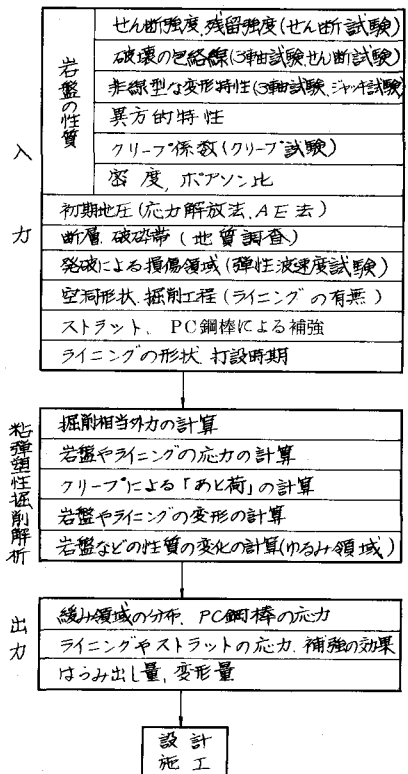 入力
岩盤の性質
せん断強度,残留強度(せん断試験)
破壊の包絡線(3軸試験,せん断試験)
非線型な変形特性(3軸試験,ジャッキ試験)
異方的特性
クリープ係数(クリープ試験)
密度,ポアソン比
初期地圧(応力解放法,AE法)
断層,破砕帯(地質調査)
発破による損傷領域(弾性波速度試験)
空洞形状,掘削工程(ライニングの有無)
ストラット、PC鋼棒による補強
ライニングの形状,打設時期
粘弾塑性掘削解析
掘削相当外力の計算
岩盤やライニングの応力の計算
クリープによる「あと荷」の計算
岩盤やライニングの変形の計算
岩盤などの性質の変化の計算(ゆるみ領域)
出力
緩み領域の分布、PC鋼棒の応力
ライニングやストラットの応力,補強の効果
はらみ出し量,変形量
設計
施工